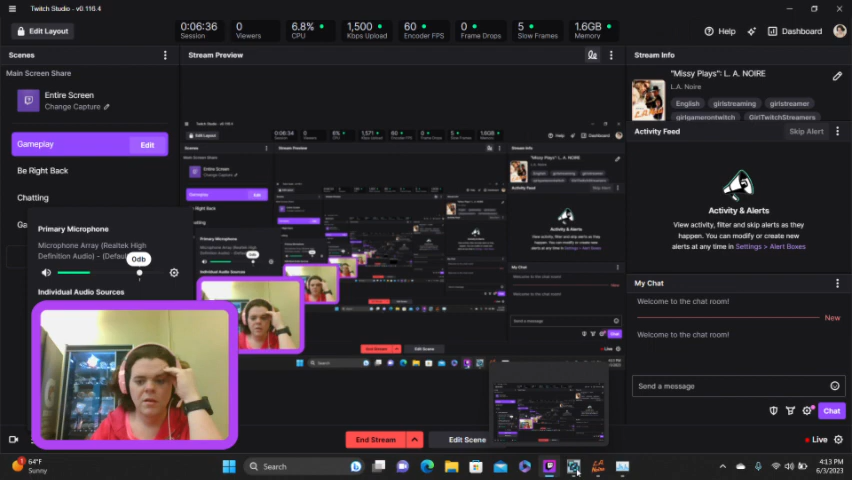 Twitch Studio - v0.116.4
Edit Layout
0:06:36
Session
0
Viewers
6.8%
CPU
1,500
Kbps Upload
60
Encoder FPS
0
Frame Drops
5
Slow Frames
1.6GB
Memory
Help
Dashboard
Scenes
Stream Preview
Stream Info
Main Screen Share
Entire Screen
Change Capture
Gameplay
Edit
Be Right Back
Chatting
Ga
Primary Microphone
Microphone Array (Realtek High
Definition Audio) - (Default
0db
Individual Audio Sources
"Missy Plays": L. A. NOIRE
L.A. Noire
English
girlstreaming
girlstreamer
girlgamerontwitch
GirlTwitchStreamers
Activity Feed
Skip Alert
Activity & Alerts
View activity, filter and skip alerts as they
happen. You can modify or create new
alerts at any time in Settings > Alert Boxes
My Chat
Welcome to the chat room!
New
Welcome to the chat room!
Send a message
Chat
End Stream
Edit Scene
Live
64°F
Sunny
Search
4:13 PM
6/3/2023